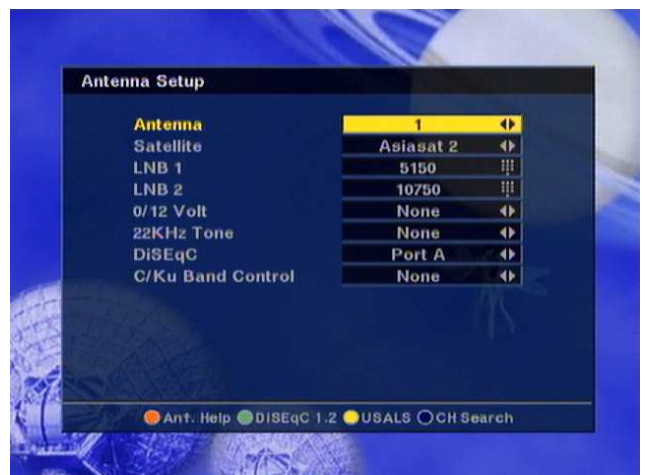 Antenna Setup
Antenna 1
Satellite Asiasat 2
LNB 1 5150
LNB 2 10750
0/12 Volt None
22KHz Tone None
DiSEqC Port A
C/Ku Band Control None
Ant. Help DISEqC 1.2 USALS CH Search